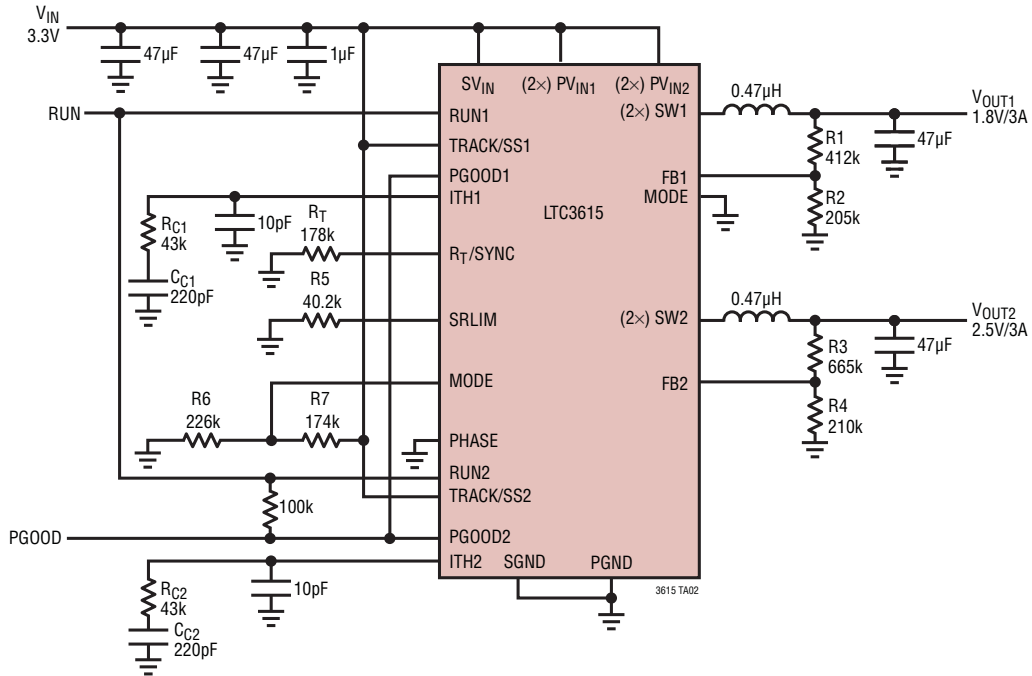 VIN
3.3V
47µF
47µF
1µF
SVIN
(2×) PVIN1
(2×) PVIN2
RUN
RUN1
(2×) SW1
0.47µH
VOUT1
1.8V/3A
TRACK/SS1
R1
412k
47µF
PGOOD1
FB1
ITH1
MODE
LTC3615
R2
205k
RC1
43k
10pF
RT
178k
RT/SYNC
CC1
220pF
R5
40.2k
SRLIM
(2×) SW2
0.47µH
VOUT2
2.5V/3A
R3
665k
47µF
MODE
FB2
R6
226k
R7
174k
R4
210k
PHASE
RUN2
TRACK/SS2
100k
PGOOD
PGOOD2
ITH2
SGND
PGND
RC2
43k
10pF
3615 TA02
CC2
220pF